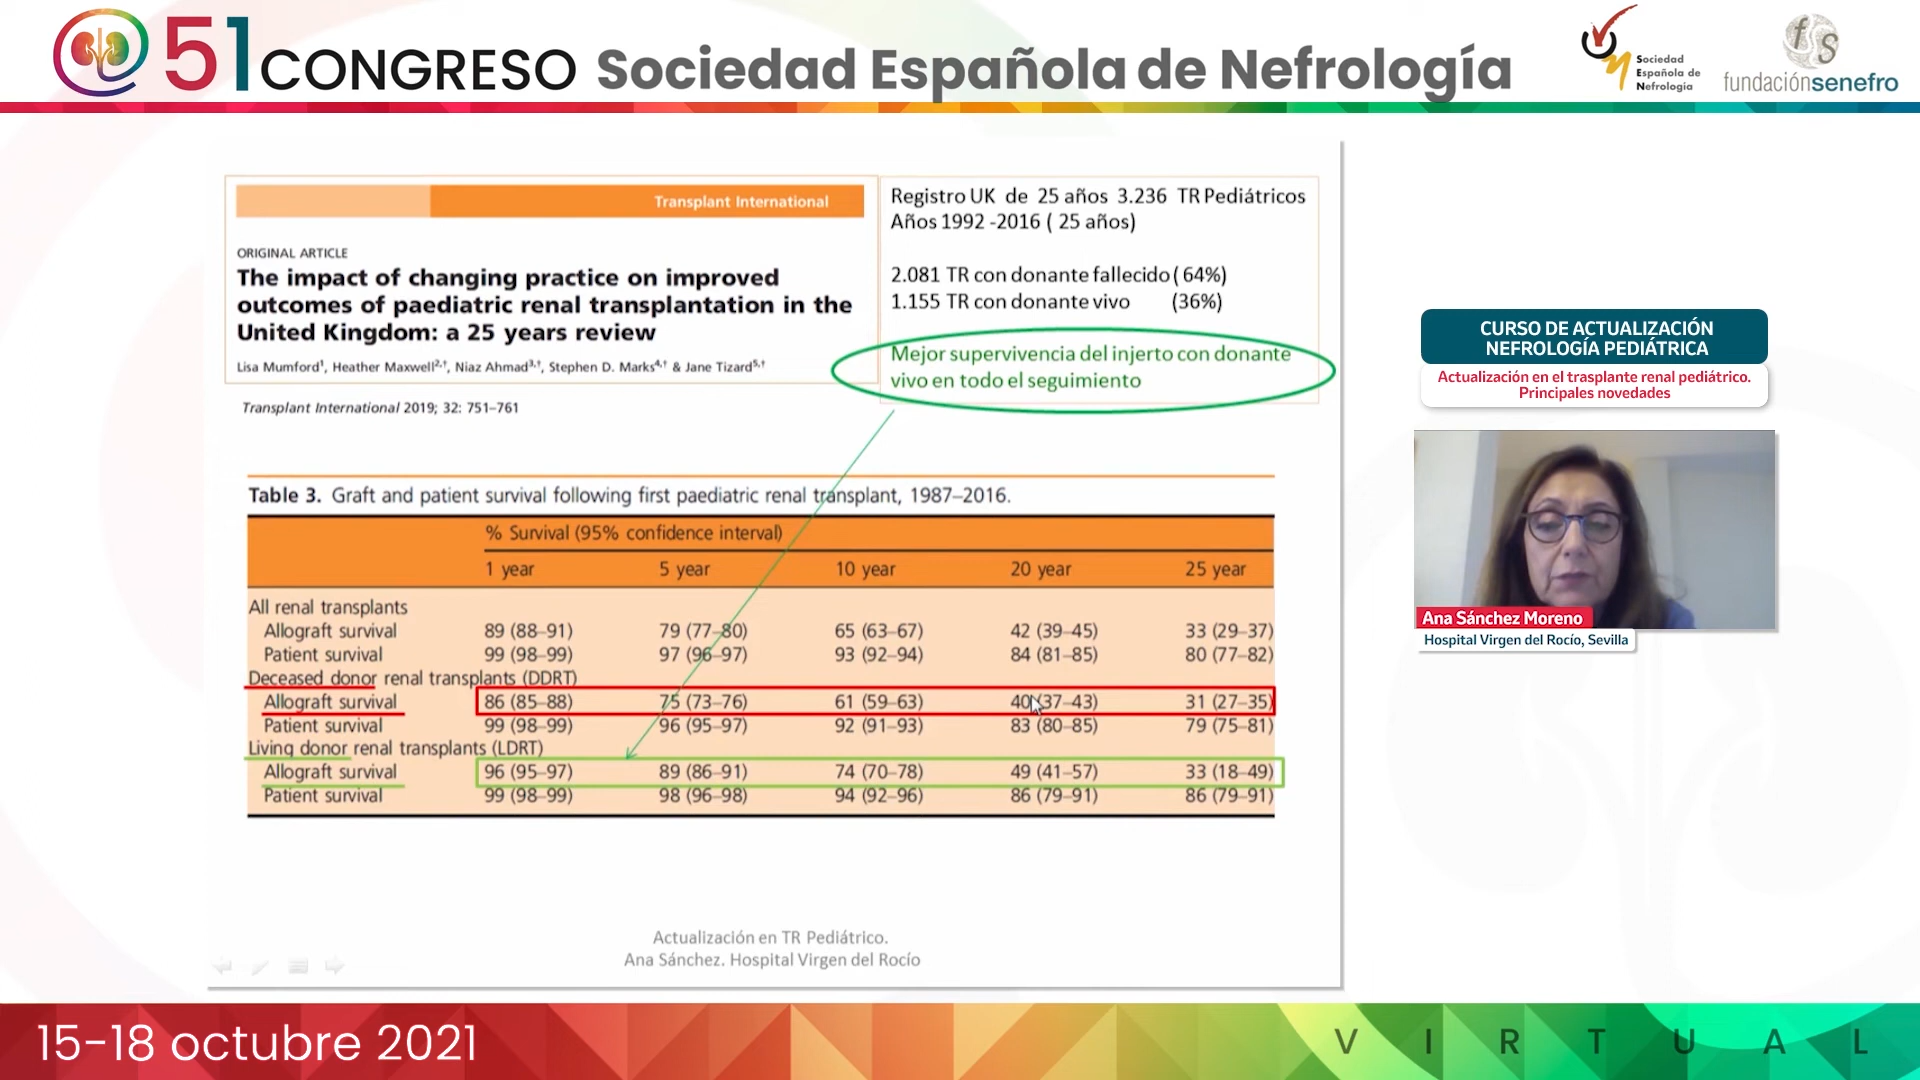 51 CONGRESO Sociedad Española de Nefrología
Sociedad
Española de
Nefrología
fS
fundaciónsenefro
Transplant International
ORIGINAL ARTICLE
The impact of changing practice on improved
outcomes of paediatric renal transplantation in the
United Kingdom: a 25 years review
Lisa Mumford¹, Heather Maxwell²,†, Niaz Ahmad³,†, Stephen D. Marks⁴,† & Jane Tizard⁵,†
Transplant International 2019; 32: 751–761
Registro UK de 25 años 3.236 TR Pediátricos
Años 1992 -2016 ( 25 años)
2.081 TR con donante fallecido ( 64%)
1.155 TR con donante vivo (36%)
Mejor supervivencia del injerto con donante
vivo en todo el seguimiento
Table 3. Graft and patient survival following first paediatric renal transplant, 1987–2016.
% Survival (95% confidence interval)
1 year 5 year 10 year 20 year 25 year
All renal transplants
Allograft survival 89 (88–91) 79 (77–80) 65 (63–67) 42 (39–45) 33 (29–37)
Patient survival 99 (98–99) 97 (96–97) 93 (92–94) 84 (81–85) 80 (77–82)
Deceased donor renal transplants (DDRT)
Allograft survival 86 (85–88) 75 (73–76) 61 (59–63) 40 (37–43) 31 (27–35)
Patient survival 99 (98–99) 96 (95–97) 92 (91–93) 83 (80–85) 79 (75–81)
Living donor renal transplants (LDRT)
Allograft survival 96 (95–97) 89 (86–91) 74 (70–78) 49 (41–57) 33 (18–49)
Patient survival 99 (98–99) 98 (96–98) 94 (92–96) 86 (79–91) 86 (79–91)
Actualización en TR Pediátrico.
Ana Sánchez. Hospital Virgen del Rocío
CURSO DE ACTUALIZACIÓN
NEFROLOGÍA PEDIÁTRICA
Actualización en el trasplante renal pediátrico.
Principales novedades
Ana Sánchez Moreno
Hospital Virgen del Rocío, Sevilla
15-18 octubre 2021
VIRTUAL